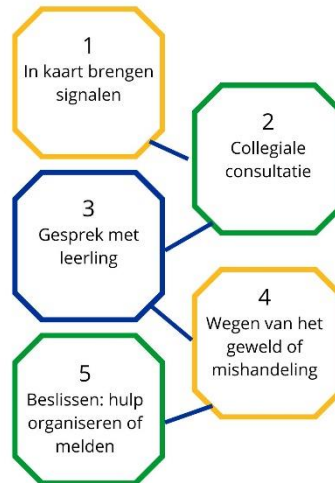 1
In kaart brengen
signalen
2
Collegiale
consultatie
3
Gesprek met
leerling
4
Wegen van het
geweld of
mishandeling
5
Beslissen: hulp
organiseren of
melden